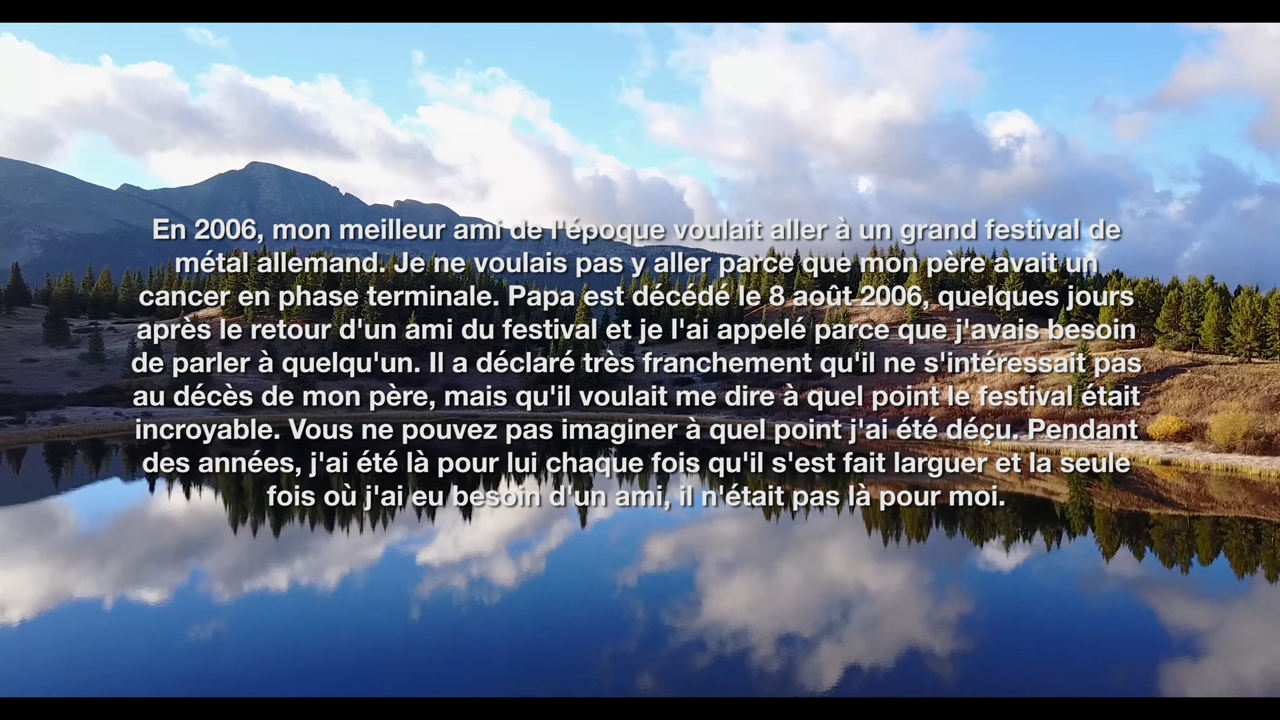 En 2006, mon meilleur ami de l'époque voulait aller à un grand festival de
métal allemand. Je ne voulais pas y aller parce que mon père avait un
cancer en phase terminale. Papa est décédé le 8 août 2006, quelques jours
après le retour d'un ami du festival et je l'ai appelé parce que j'avais besoin
de parler à quelqu'un. Il a déclaré très franchement qu'il ne s'intéressait pas
au décès de mon père, mais qu'il voulait me dire à quel point le festival était
incroyable. Vous ne pouvez pas imaginer à quel point j'ai été déçu. Pendant
des années, j'ai été là pour lui chaque fois qu'il s'est fait larguer et la seule
fois où j'ai eu besoin d'un ami, il n'était pas là pour moi.